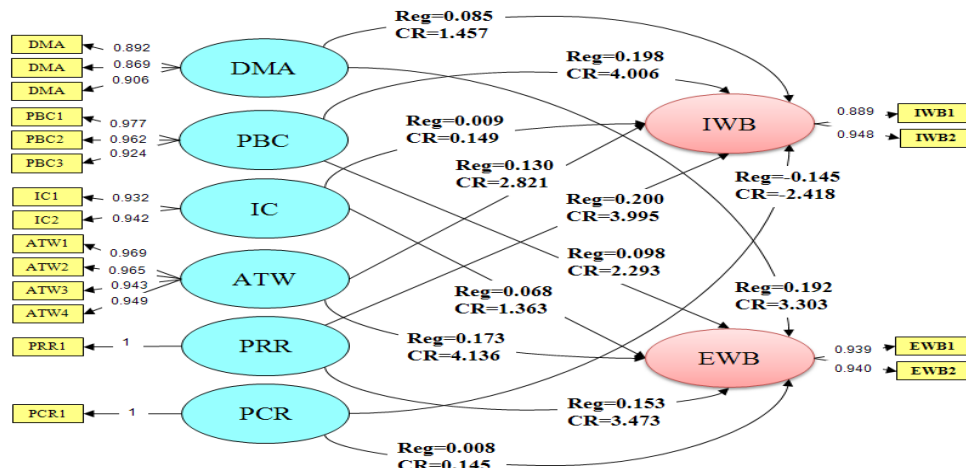 Reg=0.085
CR=1.457
DMA
0.892
DMA
0.869
DMA
0.906
DMA
Reg=0.198
CR=4.006
PBC1
0.977
PBC2
0.962
PBC3
0.924
PBC
Reg=0.009
CR=0.149
IWB
0.889
IWB1
0.948
IWB2
IC1
0.932
IC2
0.942
IC
Reg=0.130
CR=2.821
Reg=-0.145
CR=-2.418
Reg=0.200
CR=3.995
ATW1
0.969
ATW2
0.965
ATW3
0.943
ATW4
0.949
ATW
Reg=0.098
CR=2.293
Reg=0.068
CR=1.363
Reg=0.192
CR=3.303
PRR1
1
PRR
Reg=0.173
CR=4.136
EWB
0.939
EWB1
0.940
EWB2
PCR1
1
PCR
Reg=0.153
CR=3.473
Reg=0.008
CR=0.145